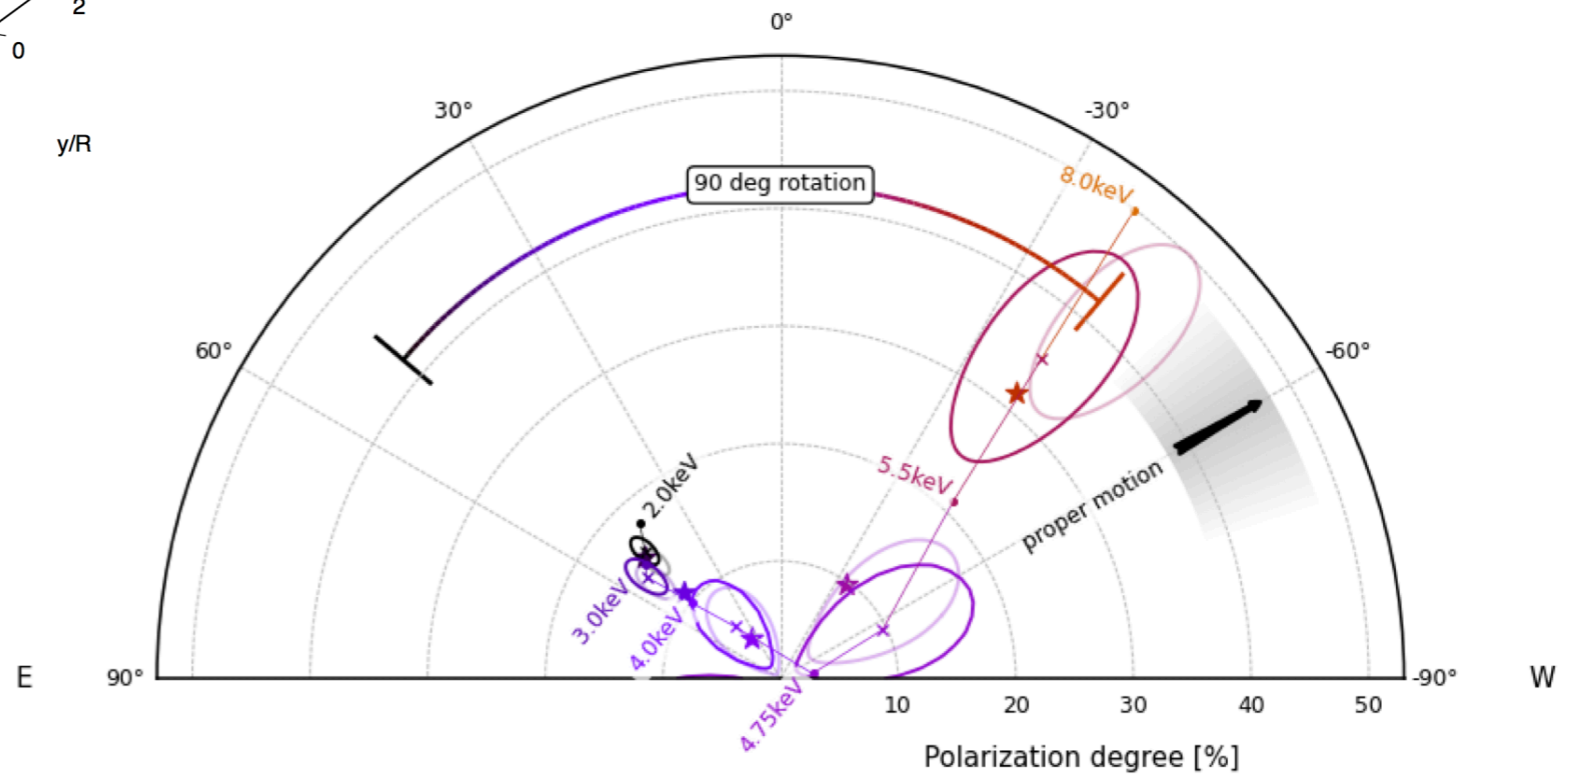 2
0
y/R
0°
30°
-30°
60°
-60°
90 deg rotation
8.0keV
5.5keV
2.0keV
3.0keV
4.0keV
4.75keV
proper motion
E
90°
-90°
W
10 20 30 40 50
Polarization degree [%]